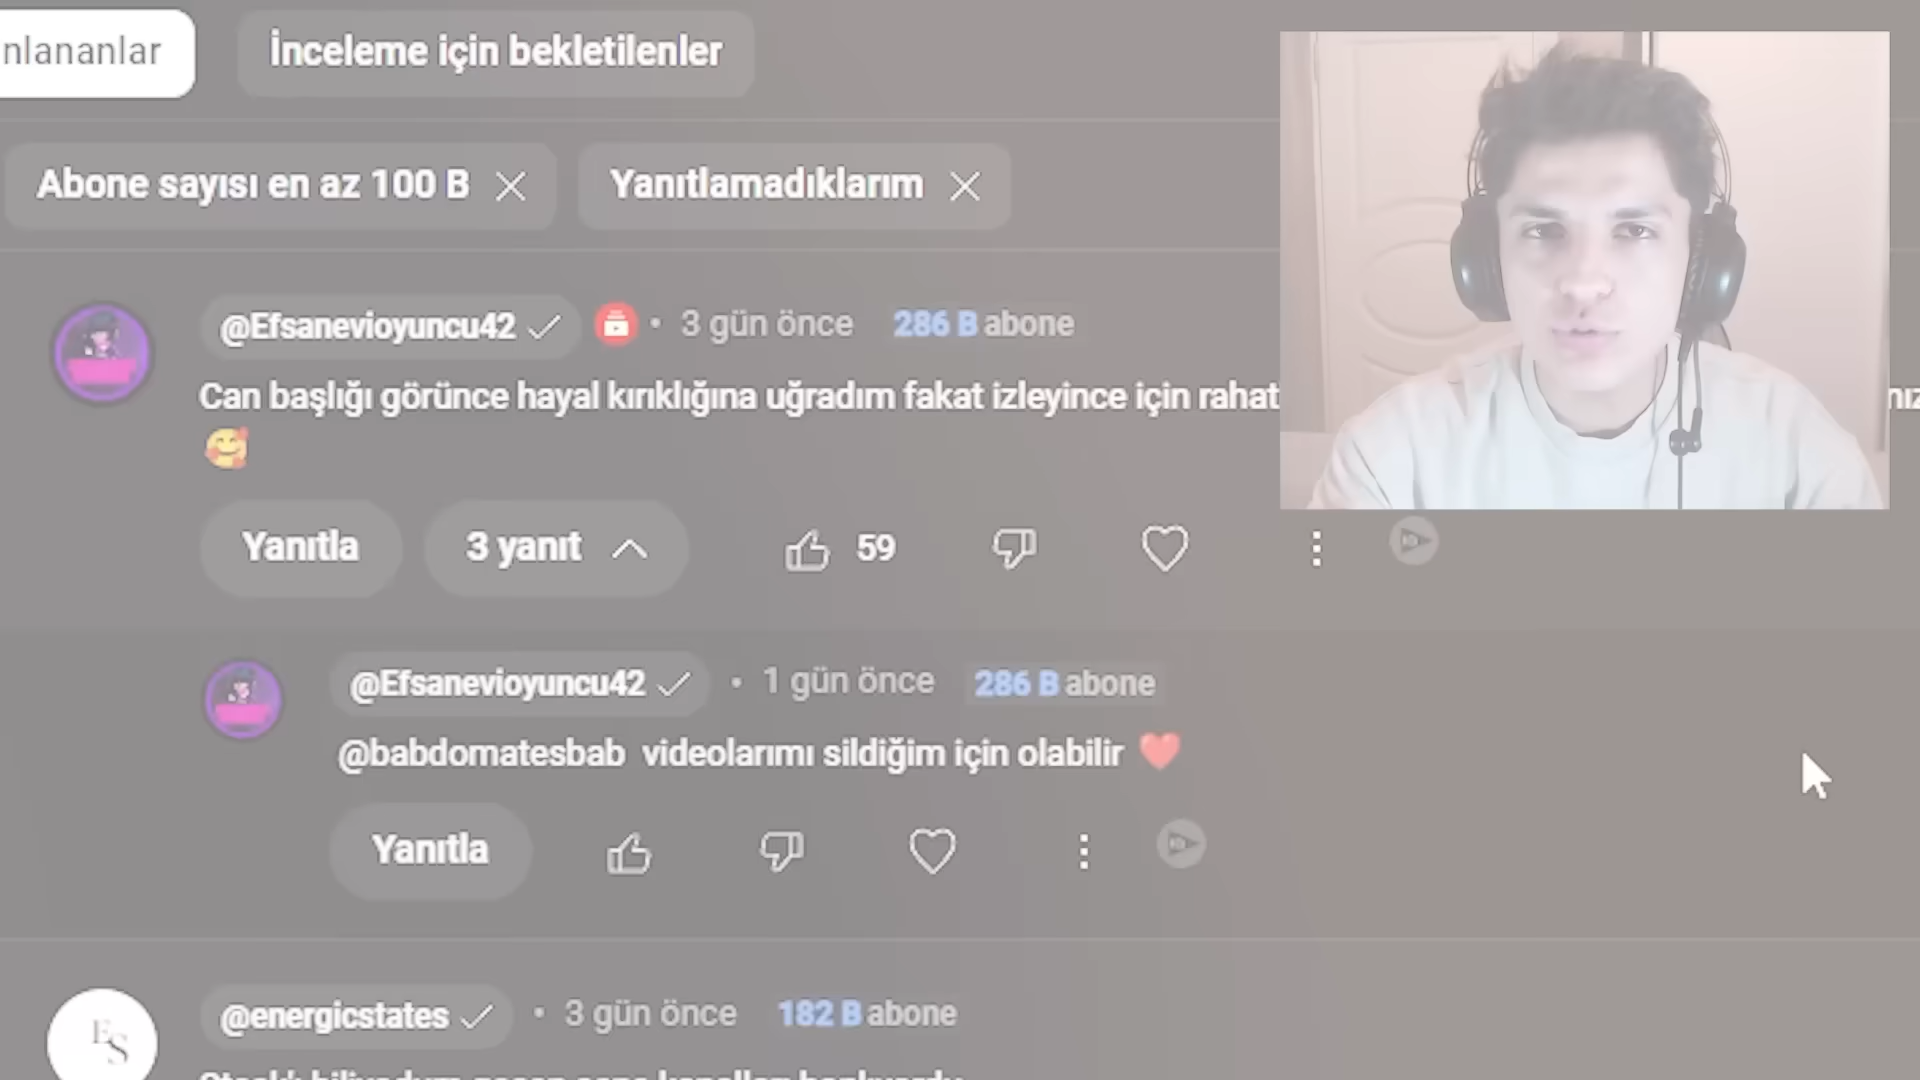 nlananlar
İnceleme için bekletilenler
Abone sayısı en az 100 B
Yanıtlamadıklarım
@Efsanevioyuncu42 • 3 gün önce 286 B abone
Can başlığı görünce hayal kırıklığına uğradım fakat izleyince için rahat
Yanıtla
3 yanıt
59
@Efsanevioyuncu42 • 1 gün önce 286 B abone
@babdomatesbab videolarımı sildiğim için olabilir ❤️
Yanıtla
ES
@energicstates • 3 gün önce 182 B abone